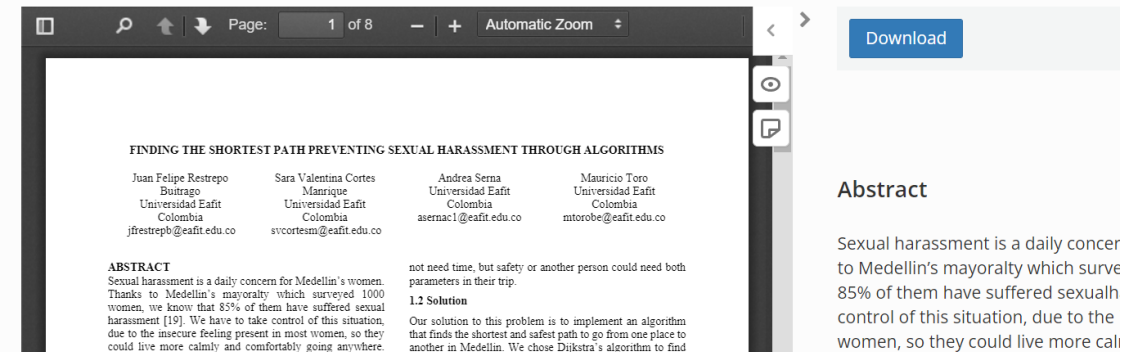 Page: 1 of 8 Automatic Zoom
FINDING THE SHORTEST PATH PREVENTING SEXUAL HARASSMENT THROUGH ALGORITHMS
Juan Felipe Restrepo
Buitrago
Universidad Eafit
Colombia
jfrestrepb@eafit.edu.co
Sara Valentina Cortes
Manrique
Universidad Eafit
Colombia
svcortesm@eafit.edu.co
Andrea Serna
Universidad Eafit
Colombia
asernac1@eafit.edu.co
Mauricio Toro
Universidad Eafit
Colombia
mtorobe@eafit.edu.co
ABSTRACT
Sexual harassment is a daily concern for Medellin's women.
Thanks to Medellin's mayoralty which surveyed 1000
women, we know that 85% of them have suffered sexual
harassment [19]. We have to take control of this situation,
due to the insecure feeling present in most women, so they
could live more calmly and comfortably going anywhere.
not need time, but safety or another person could need both
parameters in their trip.
1.2 Solution
Our solution to this problem is to implement an algorithm
that finds the shortest and safest path to go from one place to
another in Medellin. We chose Dijkstra's algorithm to find
Download
Abstract
Sexual harassment is a daily concer
to Medellin’s mayoralty which surve
85% of them have suffered sexualh
control of this situation, due to the
women, so they could live more cal